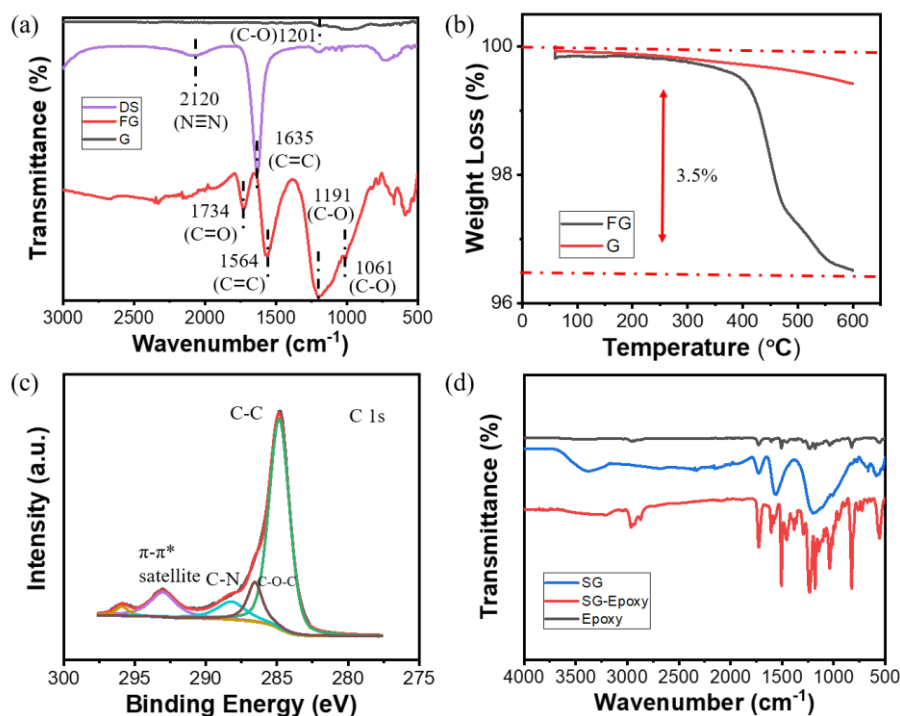 (a)
(C-O)1201
2120
(N≡N)
DS
FG
G
1635
(C=C)
1734
(C=O)
1191
(C-O)
1564
(C=C)
1061
(C-O)
Transmittance (%)
3000 2500 2000 1500 1000 500
Wavenumber (cm⁻¹)
(b)
100
98
96
3.5%
FG
G
Weight Loss (%)
0 100 200 300 400 500 600
Temperature (°C)
(c)
C 1s
C-C
π-π*
satellite
C-N
C-O-C
Intensity (a.u.)
300 295 290 285 280 275
Binding Energy (eV)
(d)
SG
SG-Epoxy
Epoxy
Transmittance (%)
4000 3500 3000 2500 2000 1500 1000 500
Wavenumber (cm⁻¹)